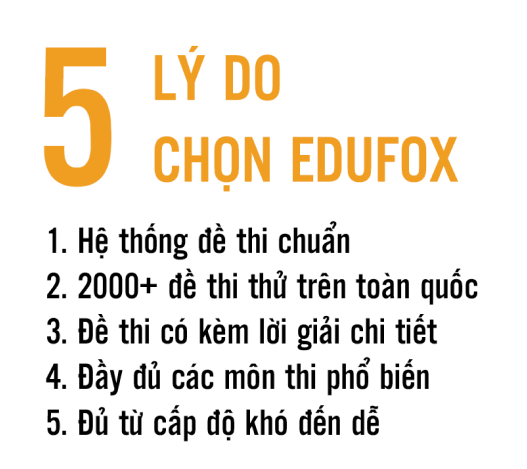 5 LÝ DO
CHỌN EDUFOX
1. Hệ thống đề thi chuẩn
2. 2000+ đề thi thử trên toàn quốc
3. Đề thi có kèm lời giải chi tiết
4. Đầy đủ các môn thi phổ biến
5. Đủ từ cấp độ khó đến dễ